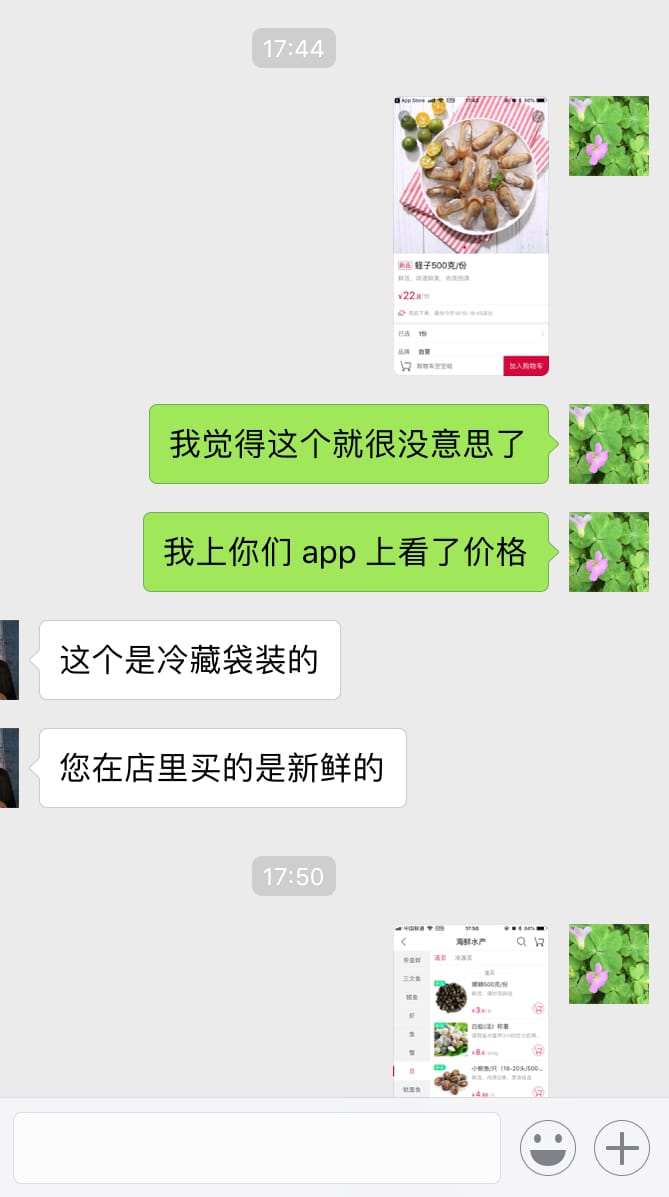 17:44
App Store
新品 蛏子500克/份
¥22.8/份
已选 1份
品牌 自营
购物车空空哒
加入购物车
我觉得这个就很没意思了
我上你们 app 上看了价格
这个是冷藏袋装的
您在店里买的是新鲜的
17:50
中国联通 17:50 84%
海鲜水产
活贝 冷冻贝
三文鱼
鳕鱼
虾
鱼
蟹
贝
活贝
螺蛳500克/份
¥3.8
白蛤(活) 称重
¥8.8
小鲍鱼/只（18-20头/500...
¥4.99
鱿墨鱼